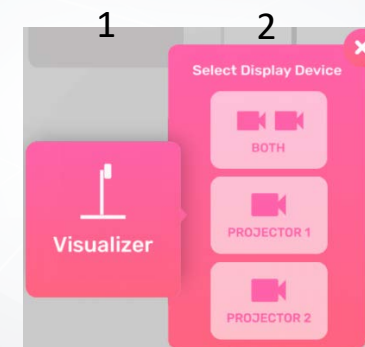 1 2
Select Display Device
BOTH
Visualizer
PROJECTOR 1
PROJECTOR 2